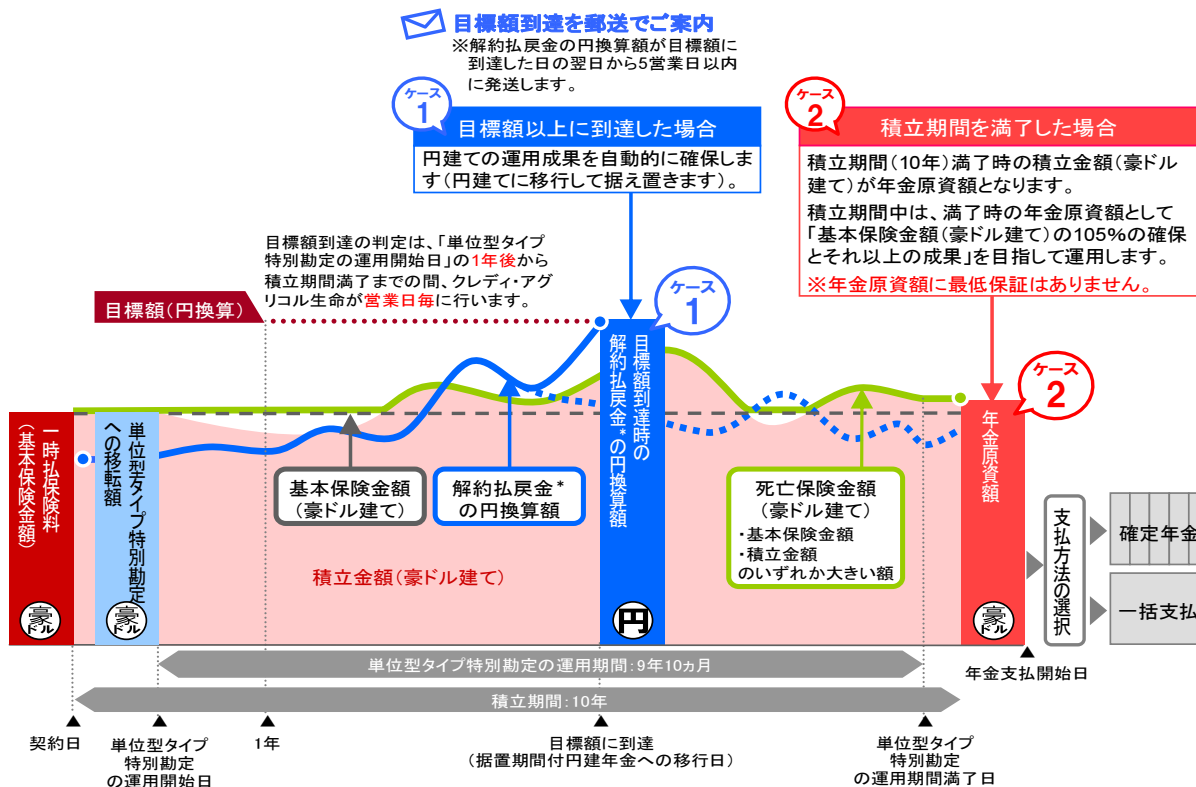 目標額到達を郵送でご案内
※解約払戻金の円換算額が目標額に
到達した日の翌日から5営業日以内
に発送します。
ケース
1
目標額以上に到達した場合
円建ての運用成果を自動的に確保しま
す(円建てに移行して据え置きます)。
ケース
2
積立期間を満了した場合
積立期間(10年)満了時の積立金額(豪ドル
建て)が年金原資額となります。
積立期間中は、満了時の年金原資額として
「基本保険金額(豪ドル建て)の105%の確保
とそれ以上の成果」を目指して運用します。
※年金原資額に最低保証はありません。
目標額到達の判定は、「単位型タイプ
特別勘定の運用開始日」の1年後から
積立期間満了までの間、クレディ・アグ
リコル生命が営業日毎に行います。
目標額(円換算)
ケース
1
ケース
2
一時払保険料
(基本保険金額)
豪
ドル
単位型タイプ特別勘定
への移転額
豪
ドル
基本保険金額
(豪ドル建て)
解約払戻金*
の円換算額
積立金額(豪ドル建て)
目標額到達時の
解約払戻金*の円換算額
円
死亡保険金額
(豪ドル建て)
・基本保険金額
・積立金額
のいずれか大きい額
年金原資額
豪
ドル
支払方法の選択
確定年金
一括支払
単位型タイプ特別勘定の運用期間:9年10ヵ月
年金支払開始日
積立期間:10年
契約日
単位型タイプ
特別勘定
の運用開始日
1年
目標額に到達
(据置期間付円建年金への移行日)
単位型タイプ
特別勘定
の運用期間満了日